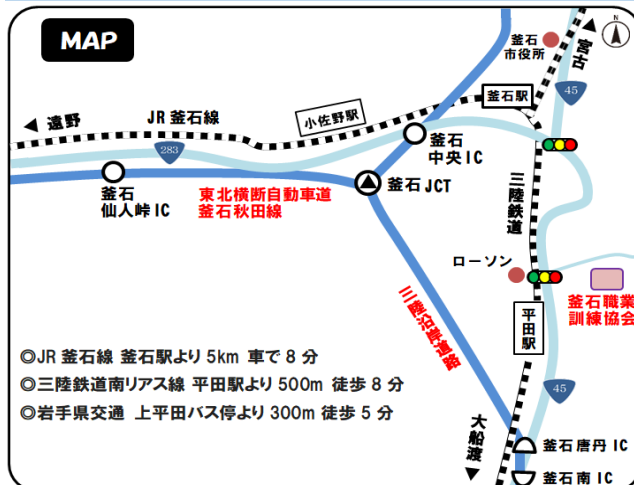 MAP
釜石
市役所
宮古
45
釜石駅
遠野
JR 釜石線
小佐野駅
283
釜石
中央 IC
釜石
仙人峠 IC
東北横断自動車道
釜石秋田線
釜石 JCT
三陸鉄道
ローソン
釜石職業
訓練協会
平田駅
三陸沿岸道路
◎JR 釜石線 釜石駅より 5km 車で 8 分
◎三陸鉄道南リアス線 平田駅より 500m 徒歩 8 分
◎岩手県交通 上平田バス停より 300m 徒歩 5 分
45
大船渡
釜石唐丹 IC
釜石南 IC